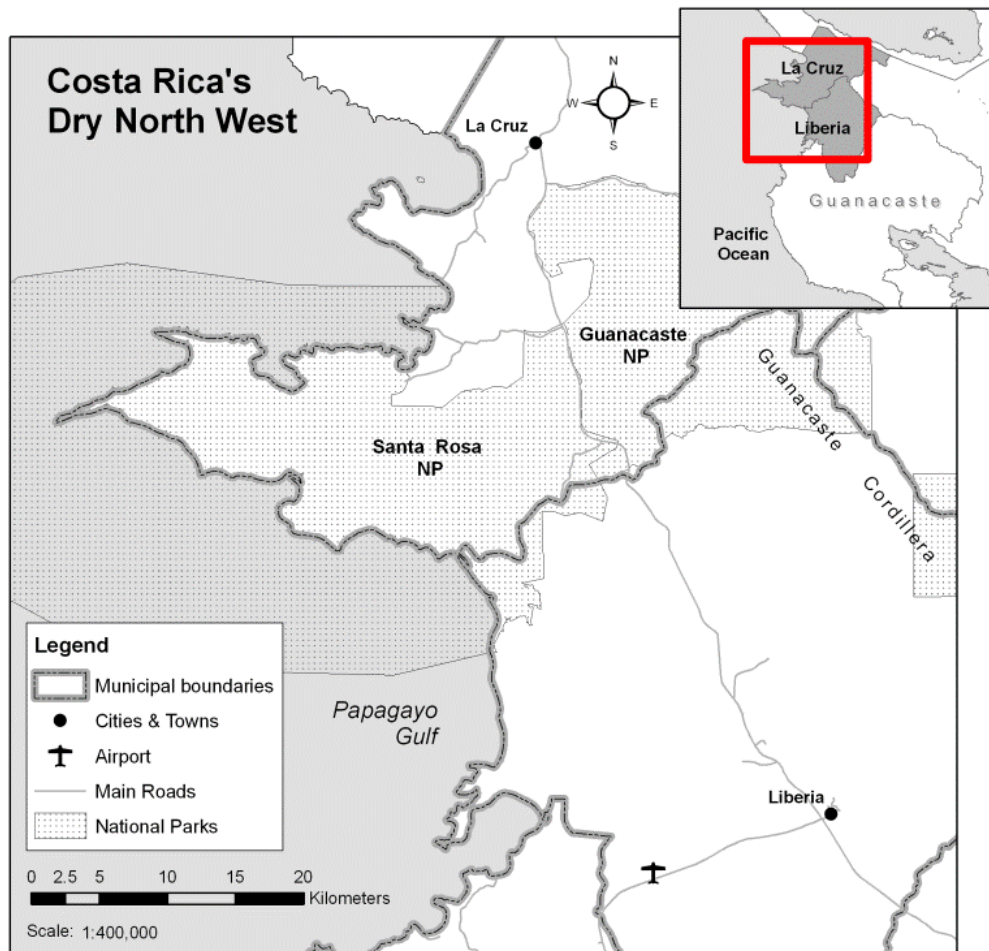 Costa Rica's
Dry North West
N
W
E
S
La Cruz
La Cruz
Liberia
Guanacaste
Pacific
Ocean
Guanacaste
NP
Guanacaste
Cordillera
Santa Rosa
NP
Papagayo
Gulf
Liberia
Legend
Municipal boundaries
Cities & Towns
Airport
Main Roads
National Parks
0 2.5 5 10 15 20
Kilometers
Scale: 1:400,000